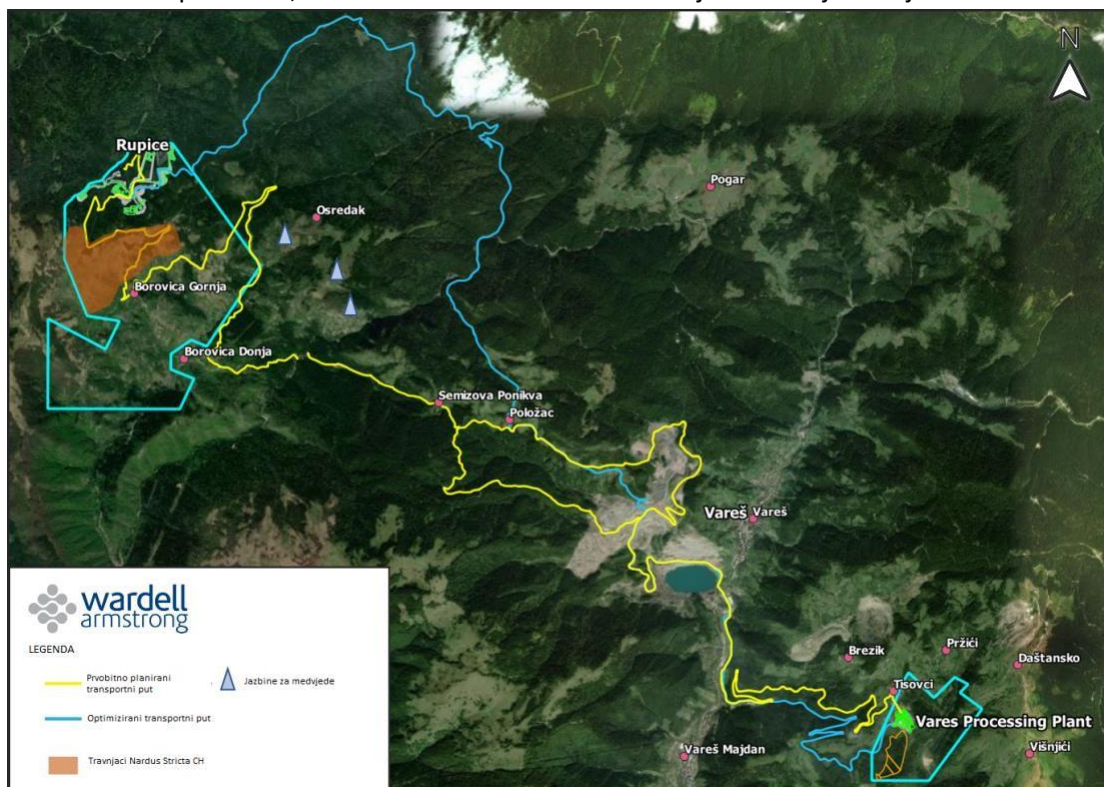 N
Rupice
Pogar
Osredak
Borovica Gornja
Borovica Donja
Semizova Ponikva
Položac
Vareš Vareš
Brezik
Pržići
Daštansko
Tisovci
Vares Processing Plant
Višnjići
Vareš Majdan
wardell
armstrong
LEGENDA
Prvobitno planirani
transportni put
Jazbine za medvjede
Optimizirani transportni put
Travnjaci Nardus Stricta CH